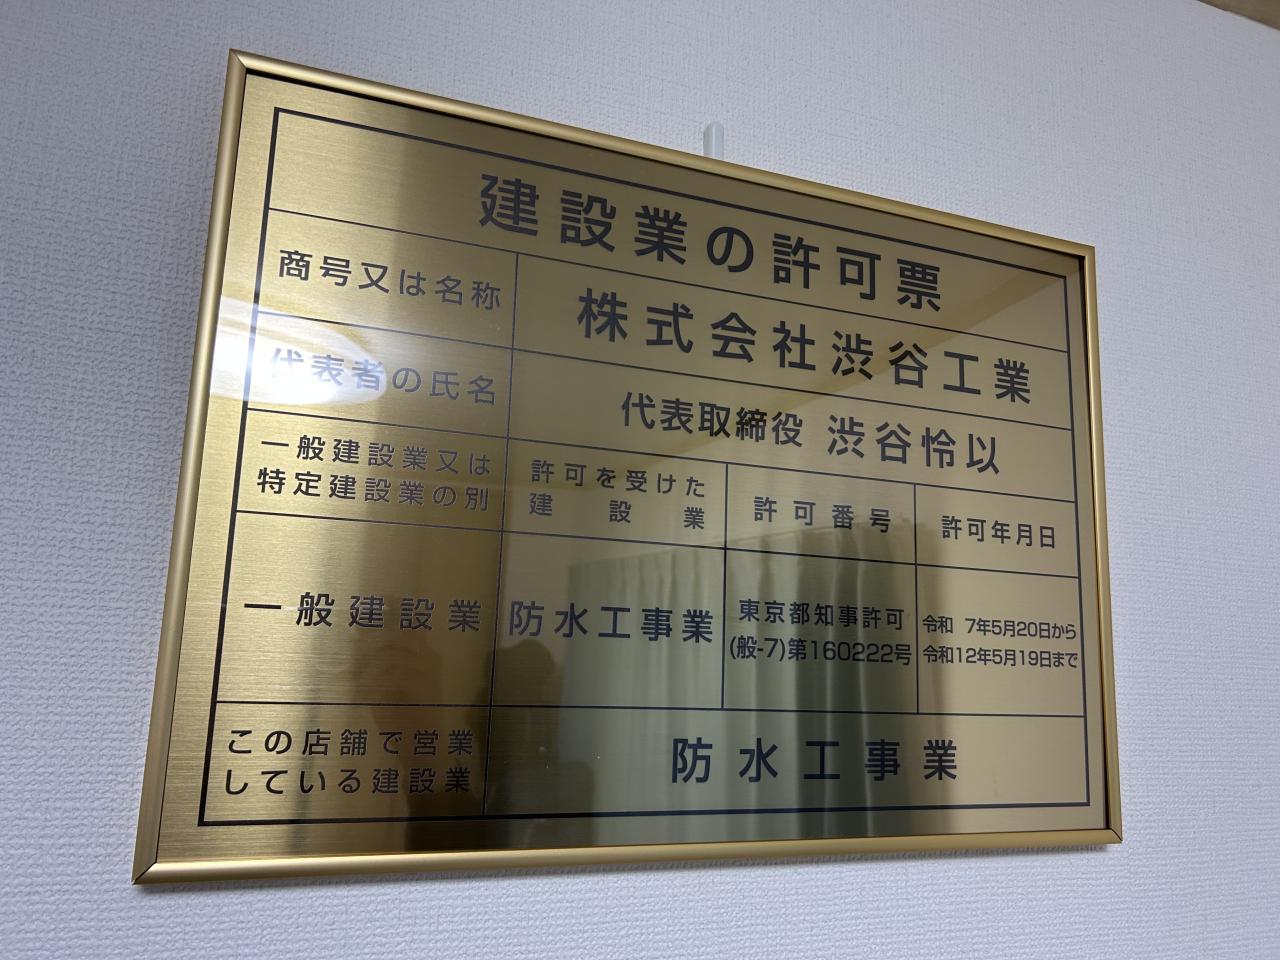 建設業の許可票
商号又は名称
株式会社渋谷工業
代表者の氏名
代表取締役 渋谷怜以
一般建設業又は
特定建設業の別
許可を受けた
建設業
許可番号
許可年月日
一般建設業
防水工事業
東京都知事許可
(般-7)第160222号
令和 7年5月20日から
令和12年5月19日まで
この店舗で営業
している建設業
防水工事業